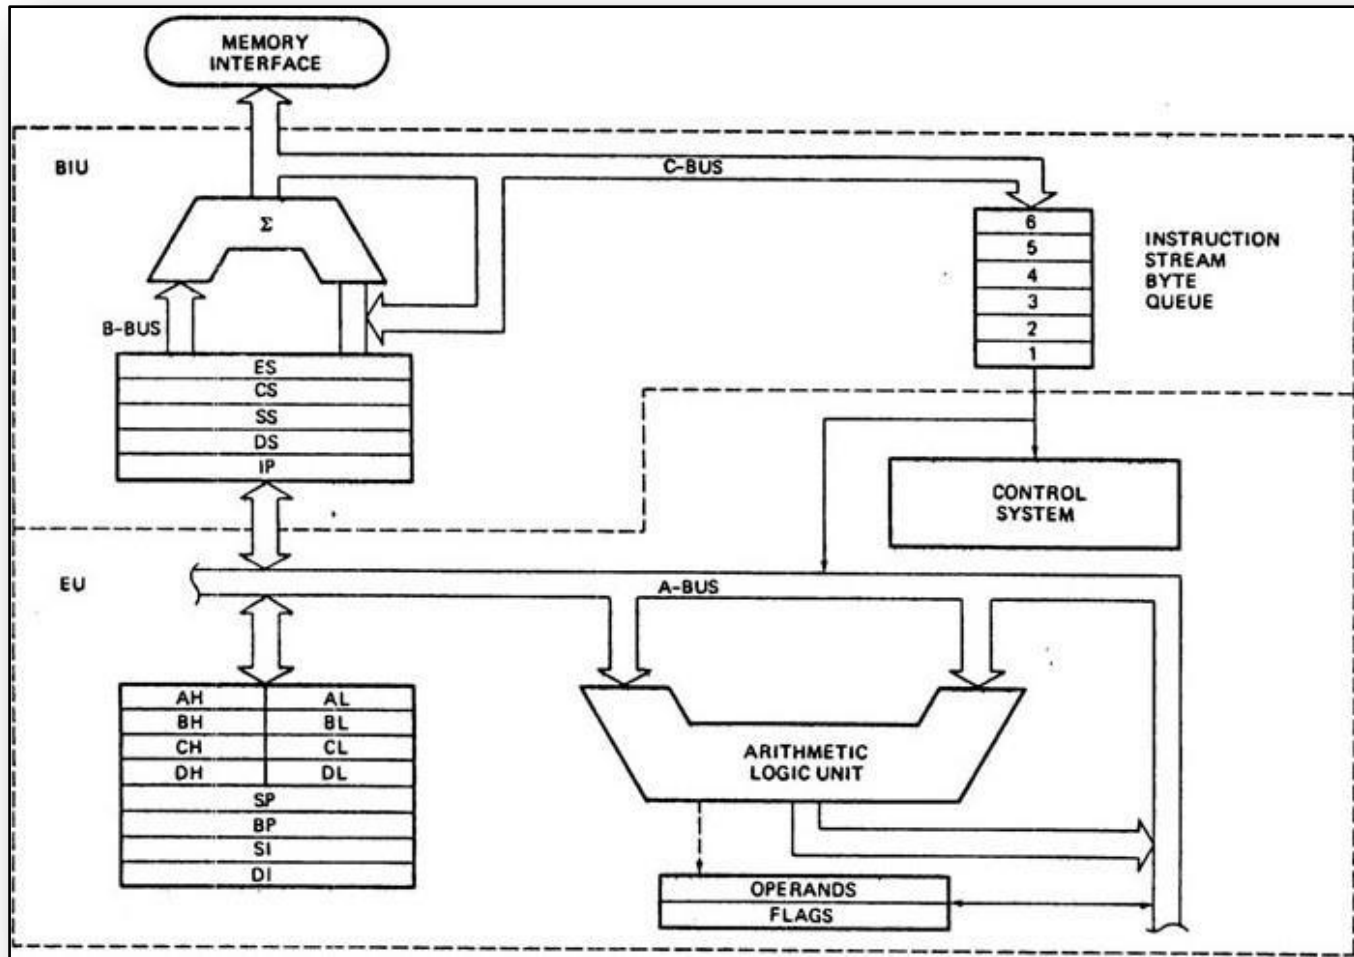 MEMORY
INTERFACE
BIU
C-BUS
Σ
6
5
4
3
2
1
INSTRUCTION
STREAM
BYTE
QUEUE
B-BUS
ES
CS
SS
DS
IP
CONTROL
SYSTEM
EU
A-BUS
AH AL
BH BL
CH CL
DH DL
SP
BP
SI
DI
ARITHMETIC
LOGIC UNIT
OPERANDS
FLAGS